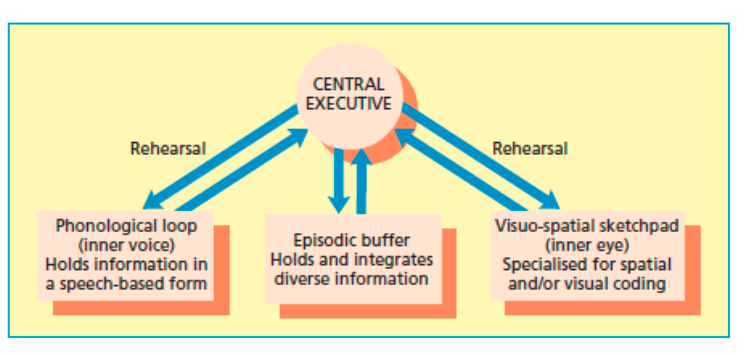 CENTRAL
EXECUTIVE
Rehearsal
Rehearsal
Phonological loop
(inner voice)
Holds information in
a speech-based form
Episodic buffer
Holds and integrates
diverse information
Visuo-spatial sketchpad
(inner eye)
Specialised for spatial
and/or visual coding